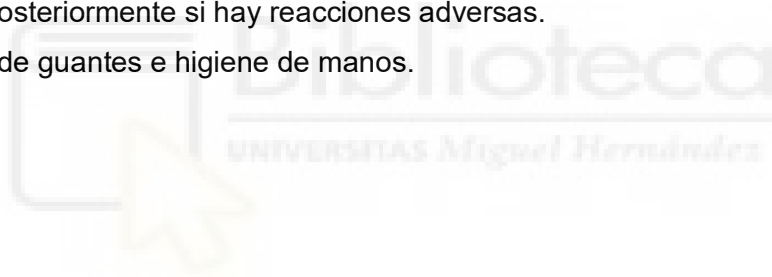 osteriormente si hay reacciones adversas.
de guantes e higiene de manos.
Biblioteca
UNIVERSITAS Miguel Hernández